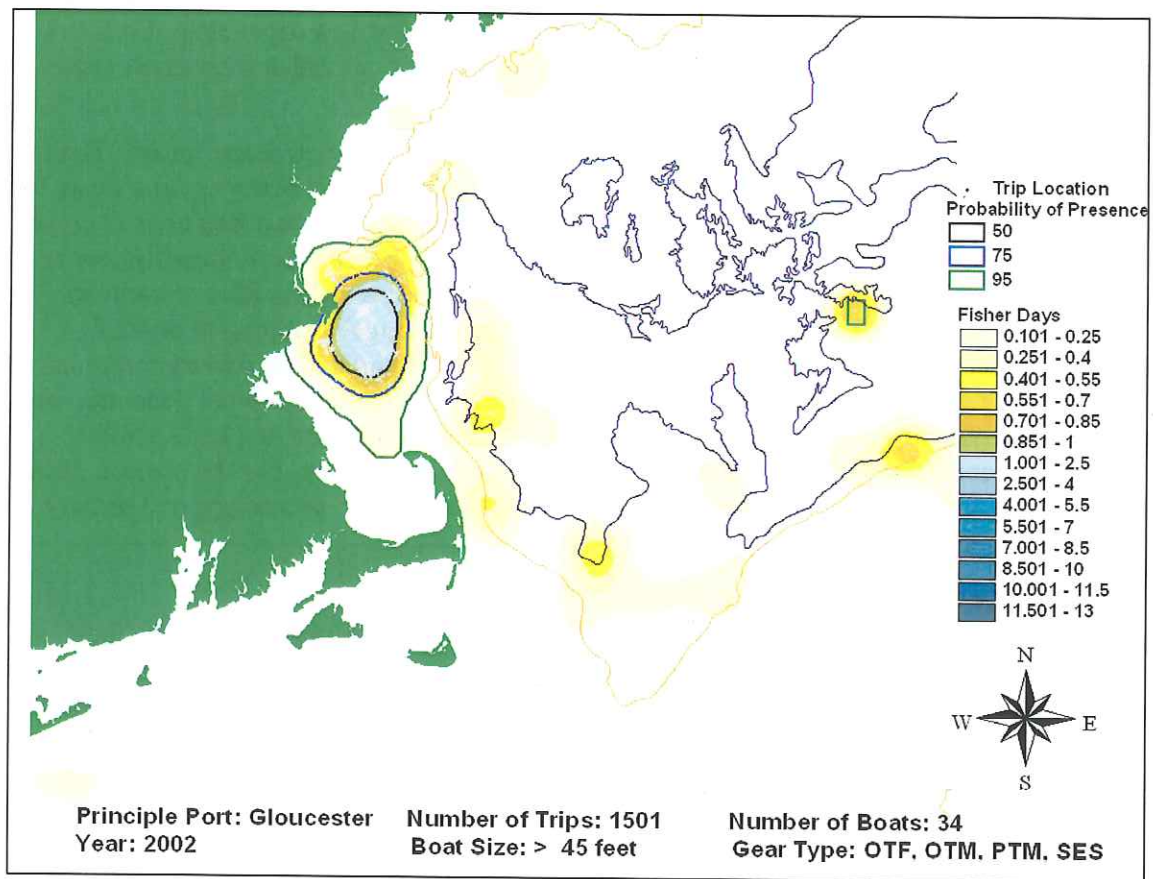 Trip Location
Probability of Presence
50
75
95
Fisher Days
0.101 - 0.25
0.251 - 0.4
0.401 - 0.55
0.551 - 0.7
0.701 - 0.85
0.851 - 1
1.001 - 2.5
2.501 - 4
4.001 - 5.5
5.501 - 7
7.001 - 8.5
8.501 - 10
10.001 - 11.5
11.501 - 13
N
W E
S
Principle Port: Gloucester Number of Trips: 1501 Number of Boats: 34
Year: 2002 Boat Size: > 45 feet Gear Type: OTF, OTM, PTM, SES